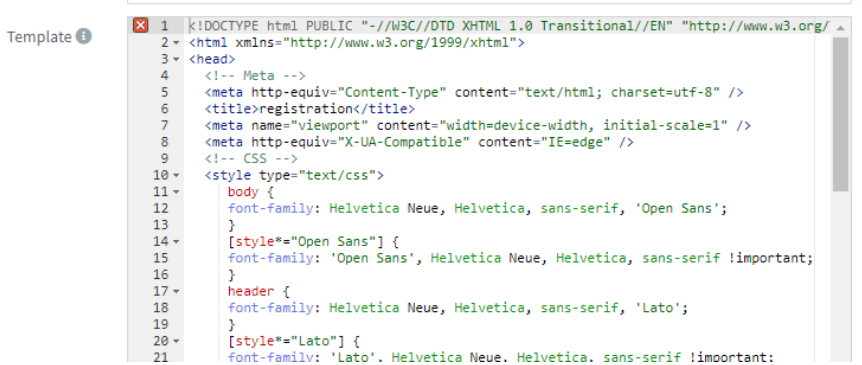 Template
1 <!DOCTYPE html PUBLIC "-//W3C//DTD XHTML 1.0 Transitional//EN" "http://www.w3.org/
2 <html xmlns="http://www.w3.org/1999/xhtml">
3 <head>
4 <!-- Meta -->
5 <meta http-equiv="Content-Type" content="text/html; charset=utf-8" />
6 <title>registration</title>
7 <meta name="viewport" content="width=device-width, initial-scale=1" />
8 <meta http-equiv="X-UA-Compatible" content="IE=edge" />
9 <!-- CSS -->
10 <style type="text/css">
11 body {
12 font-family: Helvetica Neue, Helvetica, sans-serif, 'Open Sans';
13 }
14 [style*="Open Sans"] {
15 font-family: 'Open Sans', Helvetica Neue, Helvetica, sans-serif !important;
16 }
17 header {
18 font-family: Helvetica Neue, Helvetica, sans-serif, 'Lato';
19 }
20 [style*="Lato"] {
21 font-family: 'Lato', Helvetica Neue, Helvetica, sans-serif !important;